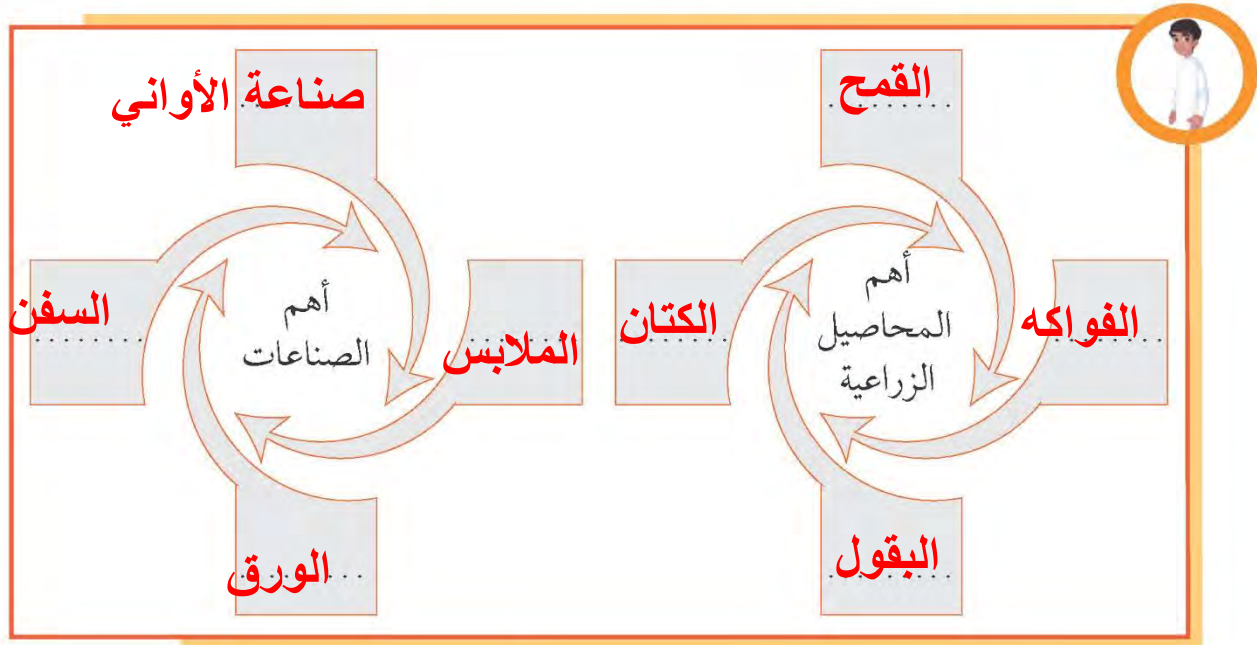 القمح
الفواكه
أهم
المحاصيل
الزراعية
الكتان
البقول
صناعة الأواني
الملابس
أهم
الصناعات
السفن
الورق